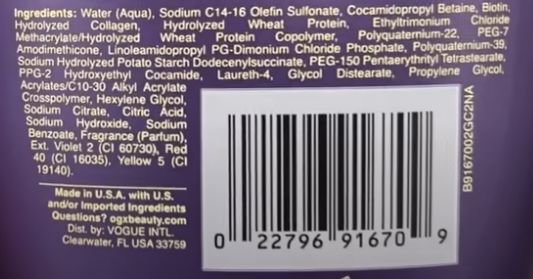 Ingredients: Water (Aqua), Sodium C14-16 Olefin Sulfonate, Cocamidopropyl Betaine, Biotin,
Hydrolyzed Collagen, Hydrolyzed Wheat Protein, Ethyltrimonium Chloride
Methacrylate/Hydrolyzed Wheat Protein Copolymer, Polyquaternium-22, PEG-7
Amodimethicone, Linoleamidopropyl PG-Dimonium Chloride Phosphate, Polyquaternium-39,
Sodium Hydrolyzed Potato Starch Dodecenylsuccinate, PEG-150 Pentaerythrityl Tetrastearate,
PPG-2 Hydroxyethyl Cocamide, Laureth-4, Glycol Distearate, Propylene Glycol,
Acrylates/C10-30 Alkyl Acrylate
Crosspolymer, Hexylene Glycol,
Sodium Citrate, Citric Acid,
Sodium Hydroxide, Sodium
Benzoate, Fragrance (Parfum),
Ext. Violet 2 (CI 60730), Red
40 (CI 16035), Yellow 5 (CI
19140).
Made in U.S.A. with U.S.
and/or Imported Ingredients
Questions? ogxbeauty.com
Dist. by: VOGUE INTL.
Clearwater, FL USA 33759
0 22796 91670 9
B9167002GC2NA